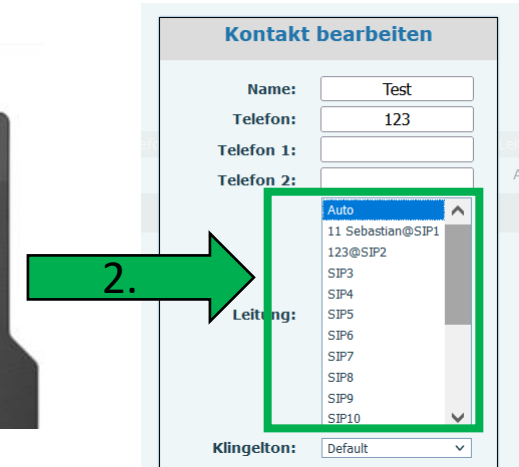 Kontakt bearbeiten
Name: Test
Telefon: 123
Telefon 1:
Telefon 2:
Auto
11 Sebastian@SIP1
123@SIP2
SIP3
2.
SIP4
Leitung: SIP5
SIP6
SIP7
SIP8
SIP9
SIP10
Klingelton: Default